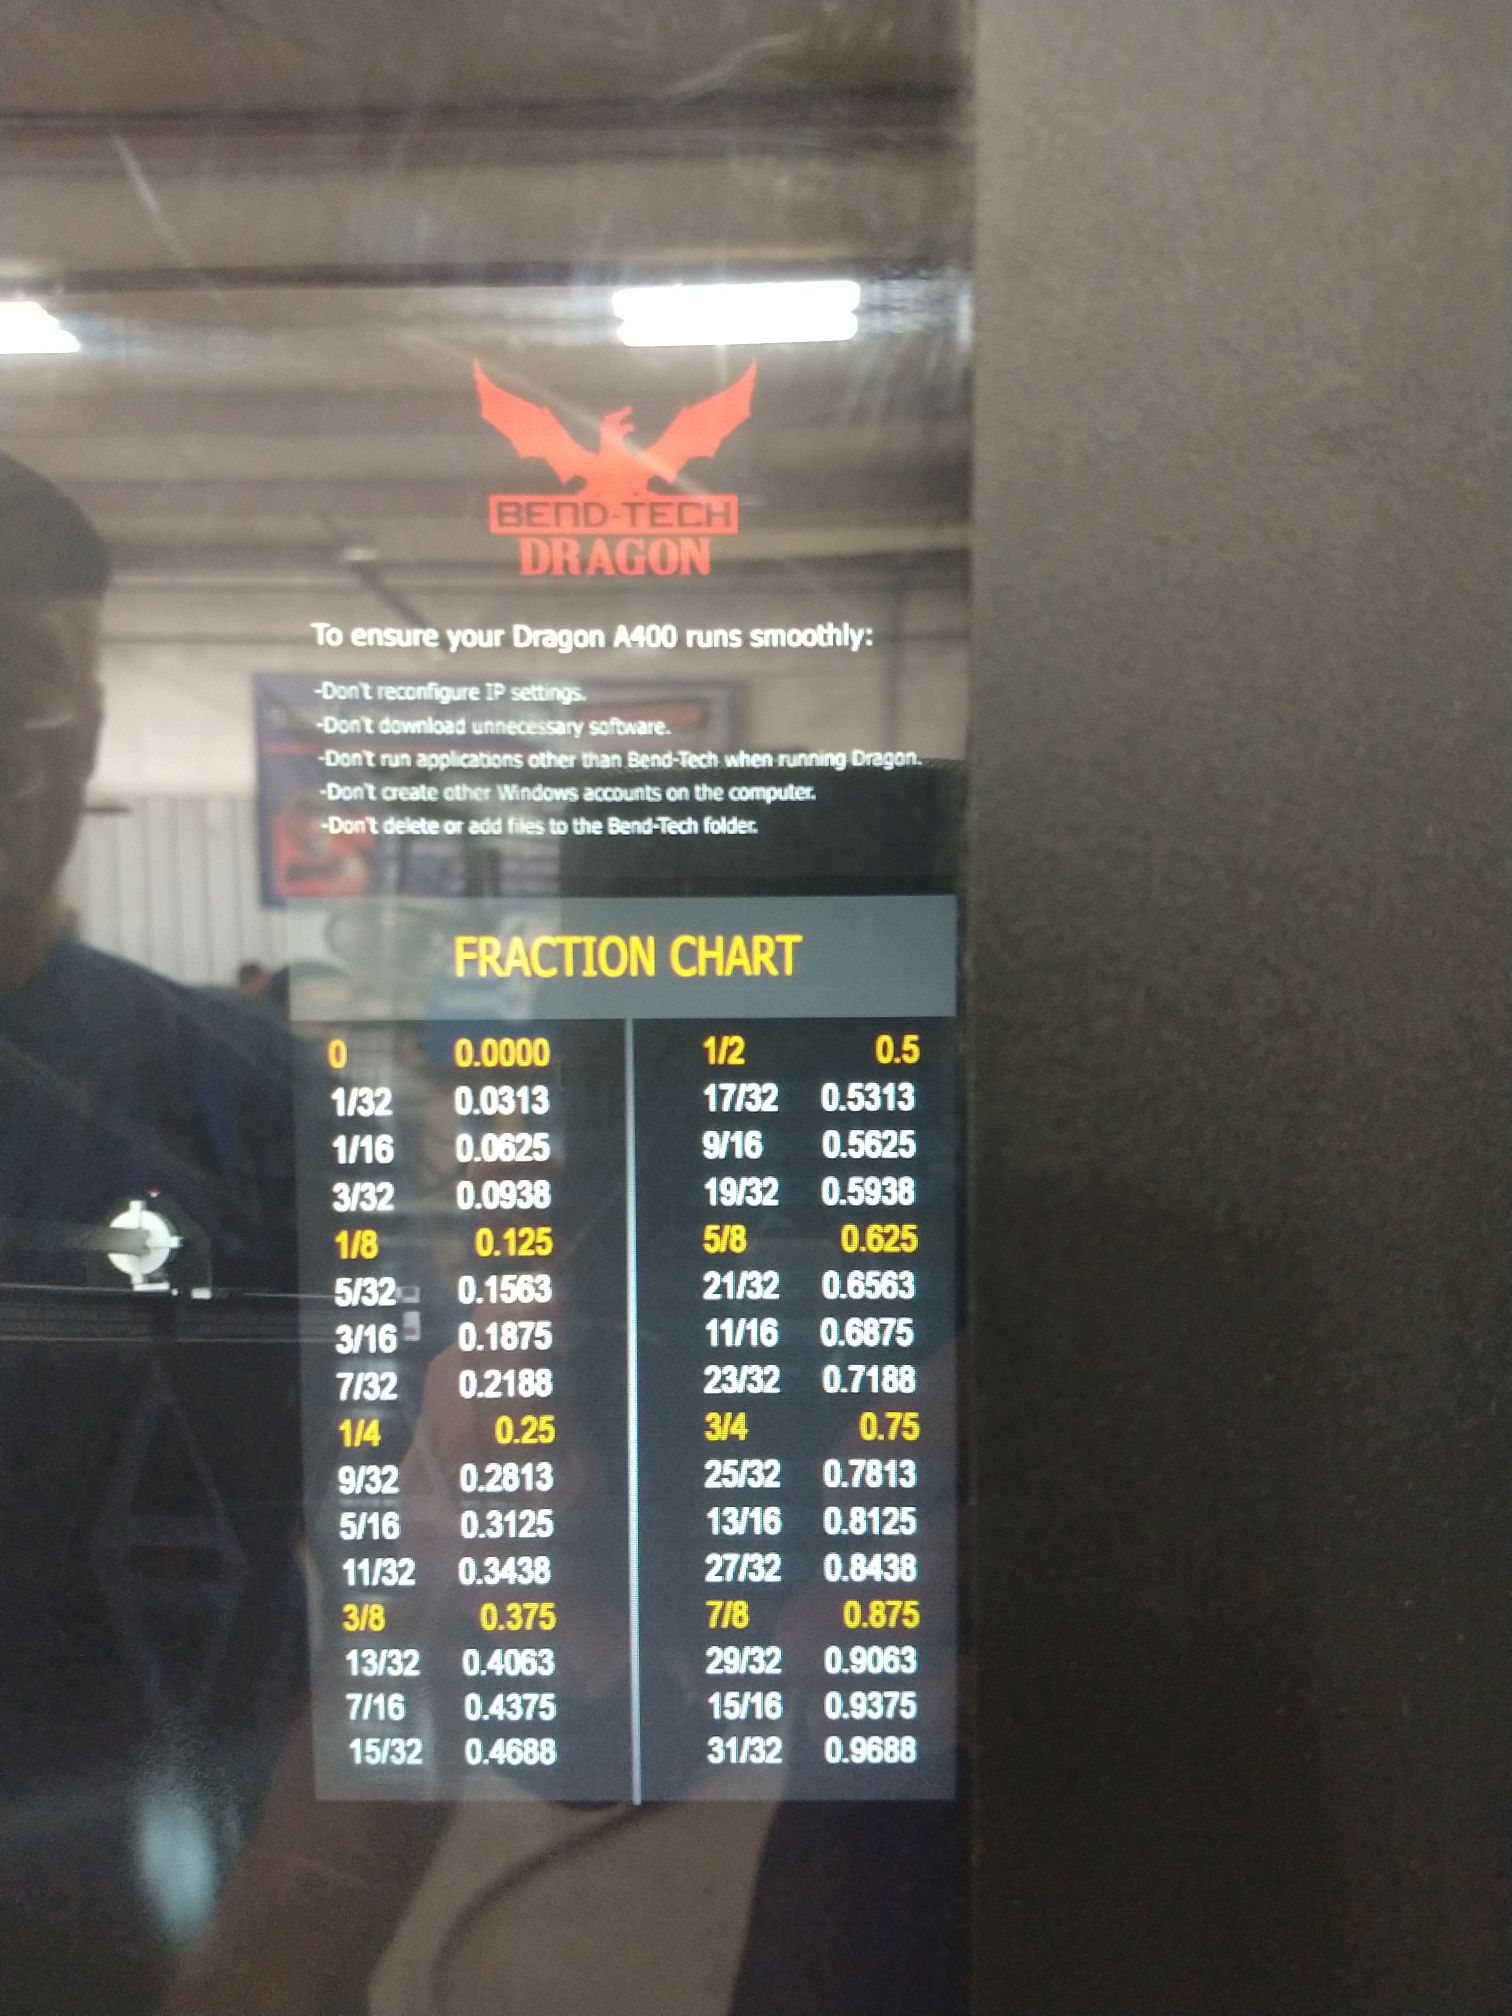 BEND-TECH
DRAGON
To ensure your Dragon A400 runs smoothly:
-Don't reconfigure IP settings.
-Don't download unnecessary software.
-Don't run applications other than Bend-Tech when running Dragon.
-Don't create other Windows accounts on the computer.
-Don't delete or add files to the Bend-Tech folder.
FRACTION CHART
0 0.0000 1/2 0.5
1/32 0.0313 17/32 0.5313
1/16 0.0625 9/16 0.5625
3/32 0.0938 19/32 0.5938
1/8 0.125 5/8 0.625
5/32 0.1563 21/32 0.6563
3/16 0.1875 11/16 0.6875
7/32 0.2188 23/32 0.7188
1/4 0.25 3/4 0.75
9/32 0.2813 25/32 0.7813
5/16 0.3125 13/16 0.8125
11/32 0.3438 27/32 0.8438
3/8 0.375 7/8 0.875
13/32 0.4063 29/32 0.9063
7/16 0.4375 15/16 0.9375
15/32 0.4688 31/32 0.9688